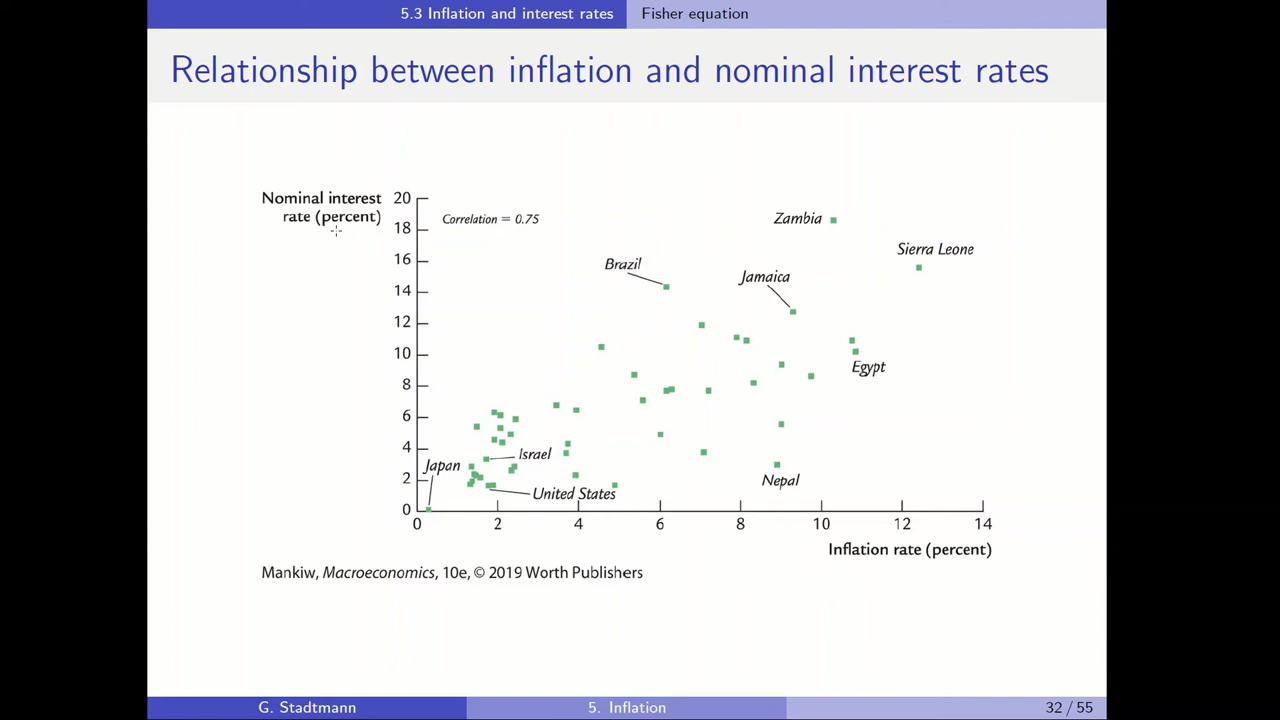 5.3 Inflation and interest rates Fisher equation
Relationship between inflation and nominal interest rates
Nominal interest
rate (percent)
20
18
16
14
12
10
8
6
4
2
0
Correlation = 0.75
Zambia
Sierra Leone
Brazil
Jamaica
Egypt
Israel
Japan
Nepal
United States
0 2 4 6 8 10 12 14
Inflation rate (percent)
Mankiw, Macroeconomics, 10e, © 2019 Worth Publishers
G. Stadtmann 5. Inflation 32 / 55